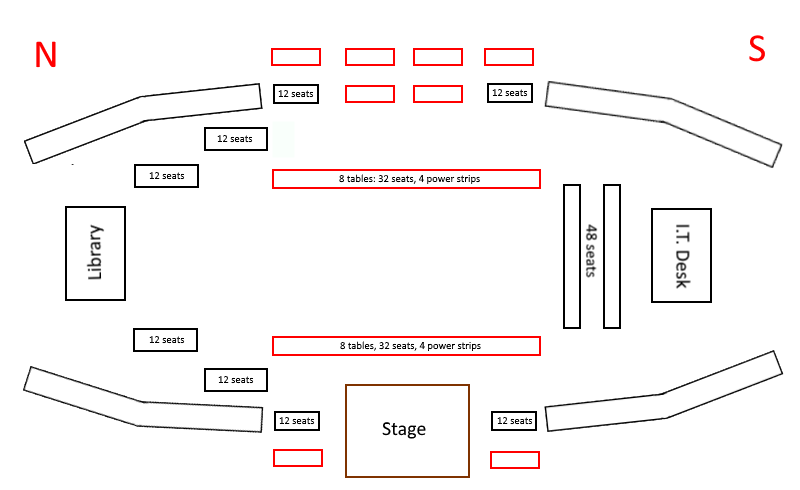 N
S
12 seats
12 seats
12 seats
12 seats
8 tables: 32 seats, 4 power strips
Library
48 seats
I.T. Desk
12 seats
8 tables, 32 seats, 4 power strips
12 seats
12 seats
Stage
12 seats